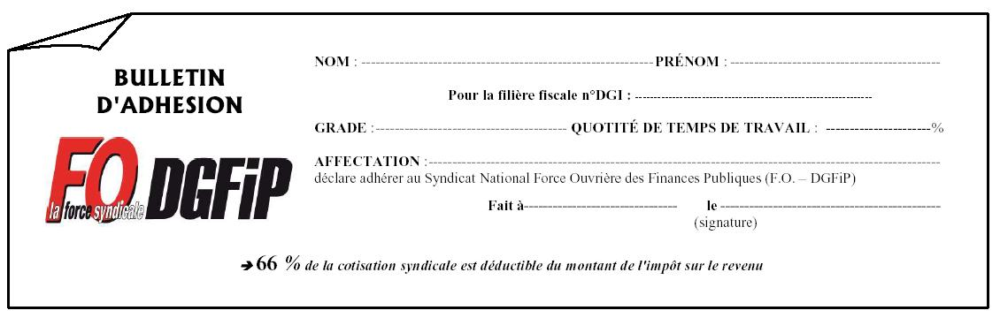 BULLETIN
D'ADHESION
FO DGFiP
la force syndicale
NOM : PRÉNOM :
Pour la filière fiscale n°DGI :
GRADE : QUOTITÉ DE TEMPS DE TRAVAIL : %
AFFECTATION :
déclare adhérer au Syndicat National Force Ouvrière des Finances Publiques (F.O. – DGFiP)
Fait à le
(signature)
➔ 66 % de la cotisation syndicale est déductible du montant de l'impôt sur le revenu